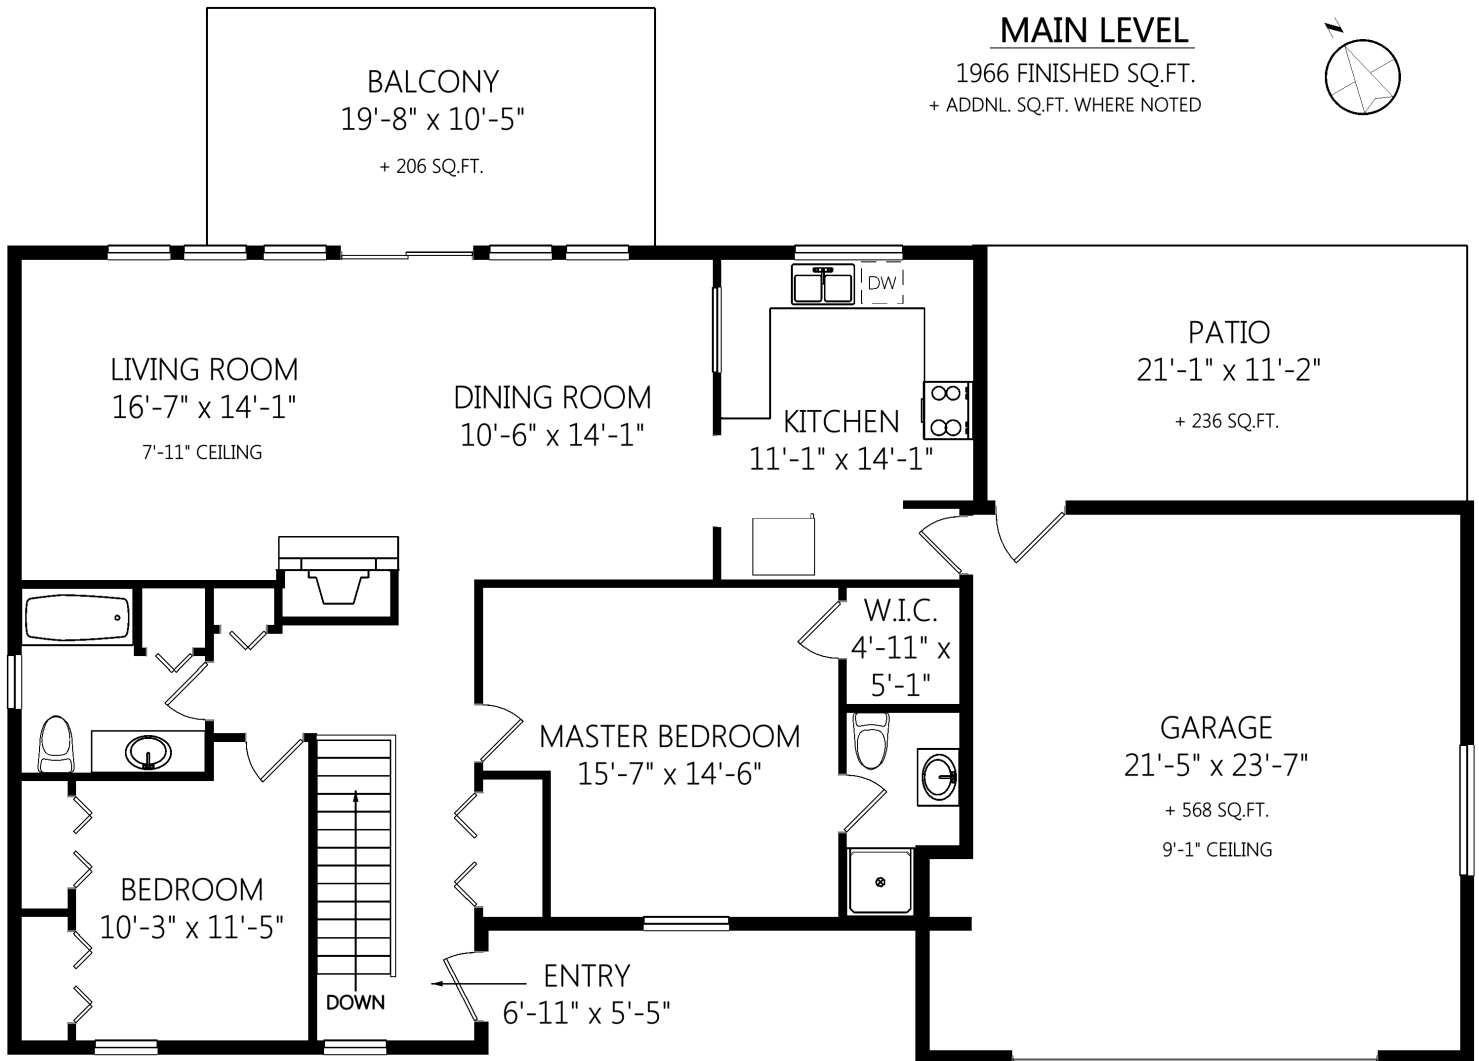 MAIN LEVEL
1966 FINISHED SQ.FT.
+ ADDNL. SQ.FT. WHERE NOTED
N
BALCONY
19'-8" x 10'-5"
+ 206 SQ.FT.
DW
LIVING ROOM
16'-7" x 14'-1"
7'-11" CEILING
DINING ROOM
10'-6" x 14'-1"
KITCHEN
11'-1" x 14'-1"
PATIO
21'-1" x 11'-2"
+ 236 SQ.FT.
W.I.C.
4'-11" x
5'-1"
MASTER BEDROOM
15'-7" x 14'-6"
GARAGE
21'-5" x 23'-7"
+ 568 SQ.FT.
9'-1" CEILING
BEDROOM
10'-3" x 11'-5"
DOWN
ENTRY
6'-11" x 5'-5"